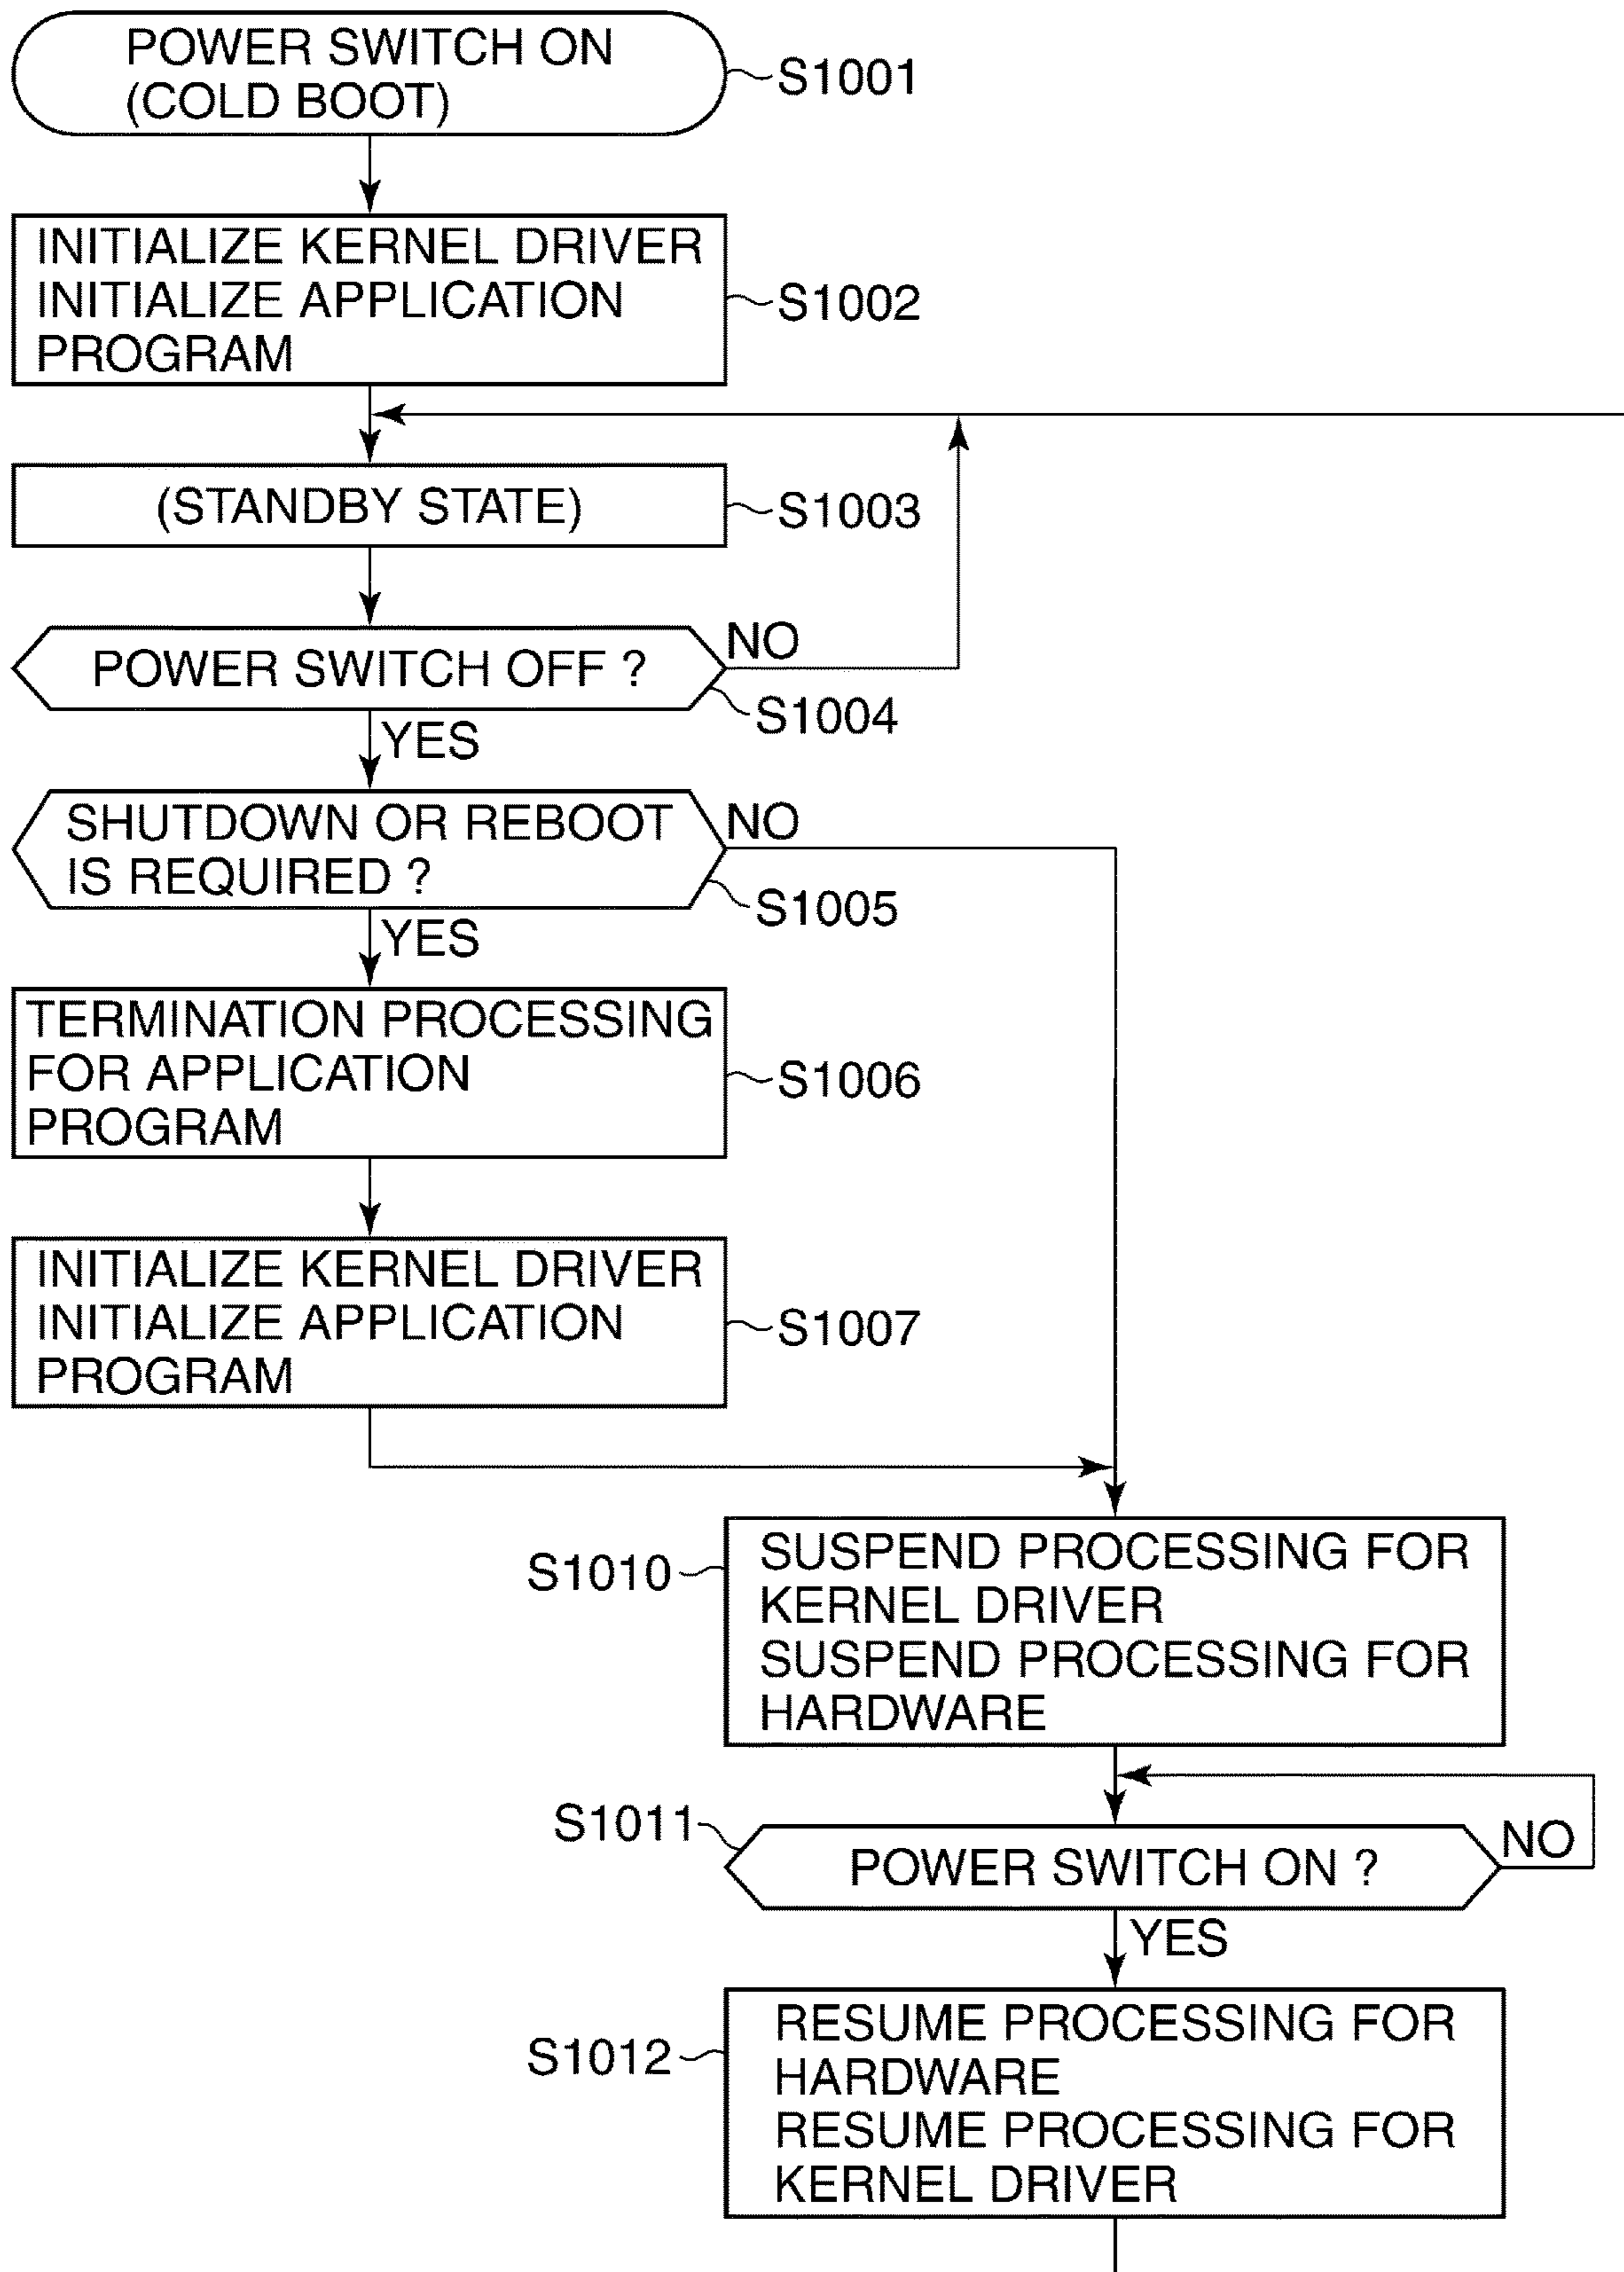 POWER SWITCH ON
(COLD BOOT)
S1001
INITIALIZE KERNEL DRIVER
INITIALIZE APPLICATION
PROGRAM
S1002
(STANDBY STATE)
S1003
POWER SWITCH OFF ?
NO
S1004
YES
SHUTDOWN OR REBOOT
IS REQUIRED ?
NO
S1005
YES
TERMINATION PROCESSING
FOR APPLICATION
PROGRAM
S1006
INITIALIZE KERNEL DRIVER
INITIALIZE APPLICATION
PROGRAM
S1007
S1010
SUSPEND PROCESSING FOR
KERNEL DRIVER
SUSPEND PROCESSING FOR
HARDWARE
S1011
POWER SWITCH ON ?
NO
YES
S1012
RESUME PROCESSING FOR
HARDWARE
RESUME PROCESSING FOR
KERNEL DRIVER